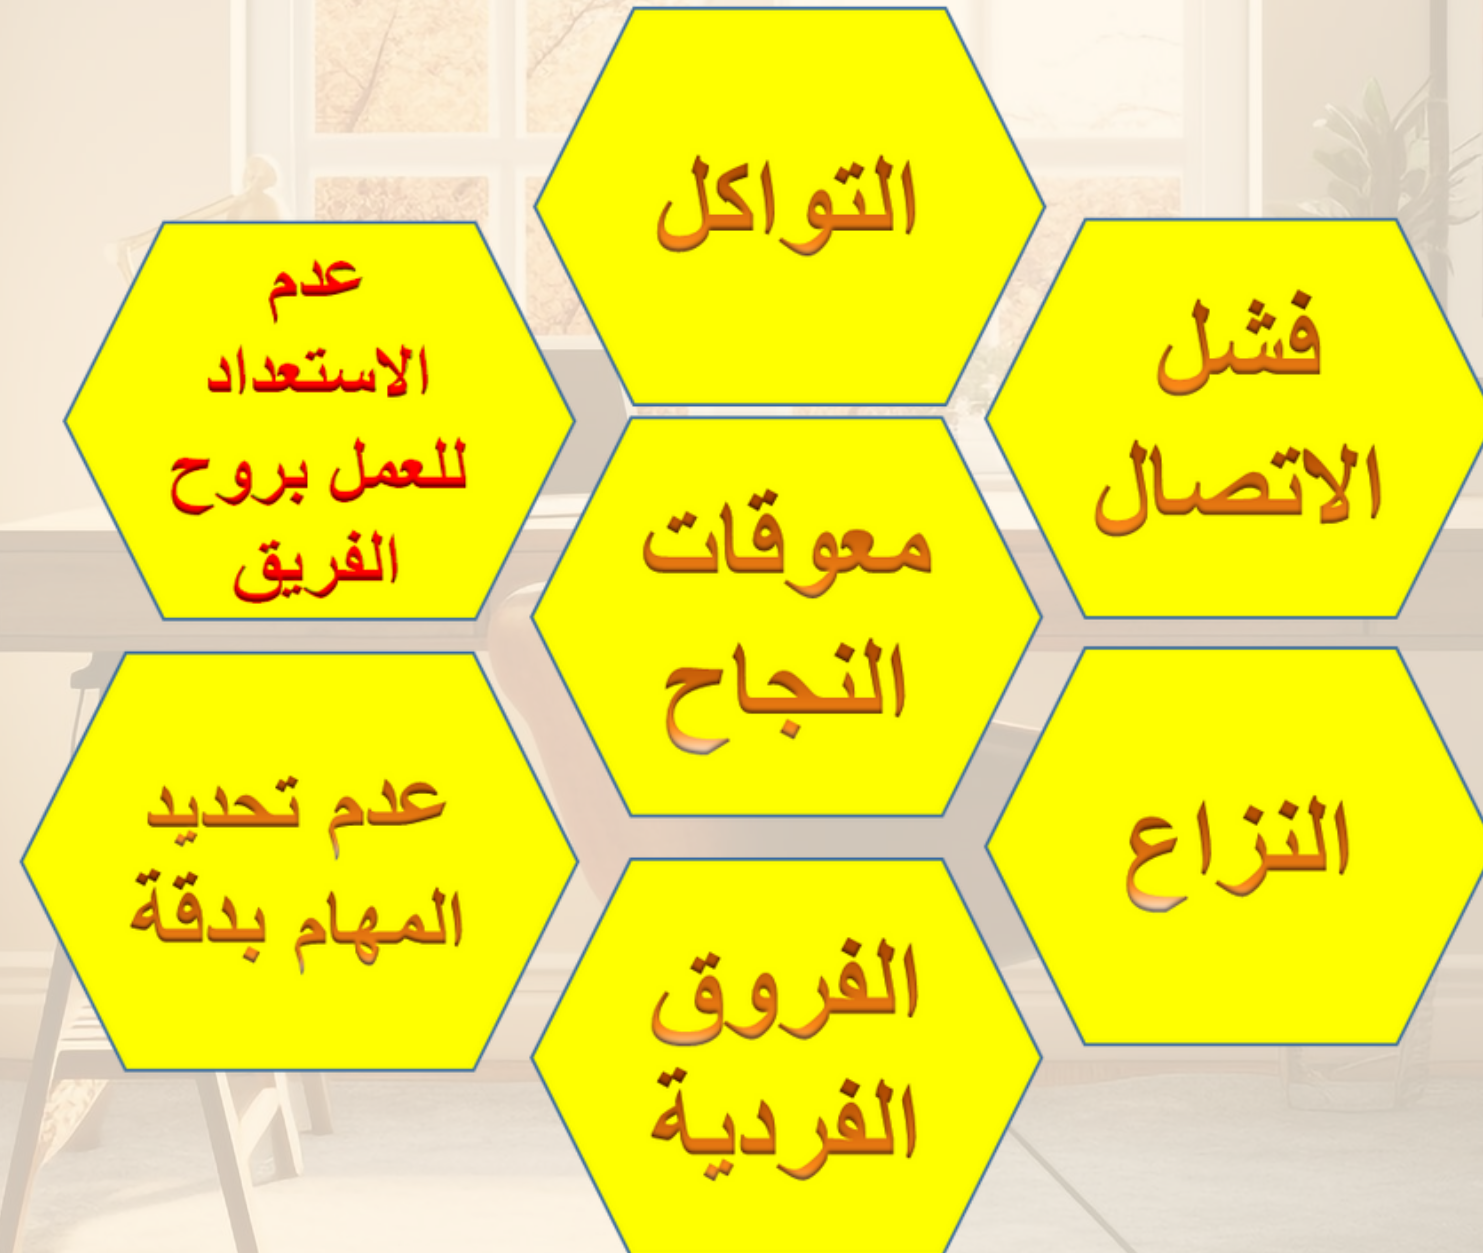 التواكل
فشل
الاتصال
عدم
الاستعداد
للعمل بروح
الفريق
معوقات
النجاح
النزاع
عدم تحديد
المهام بدقة
الفروق
الفردية